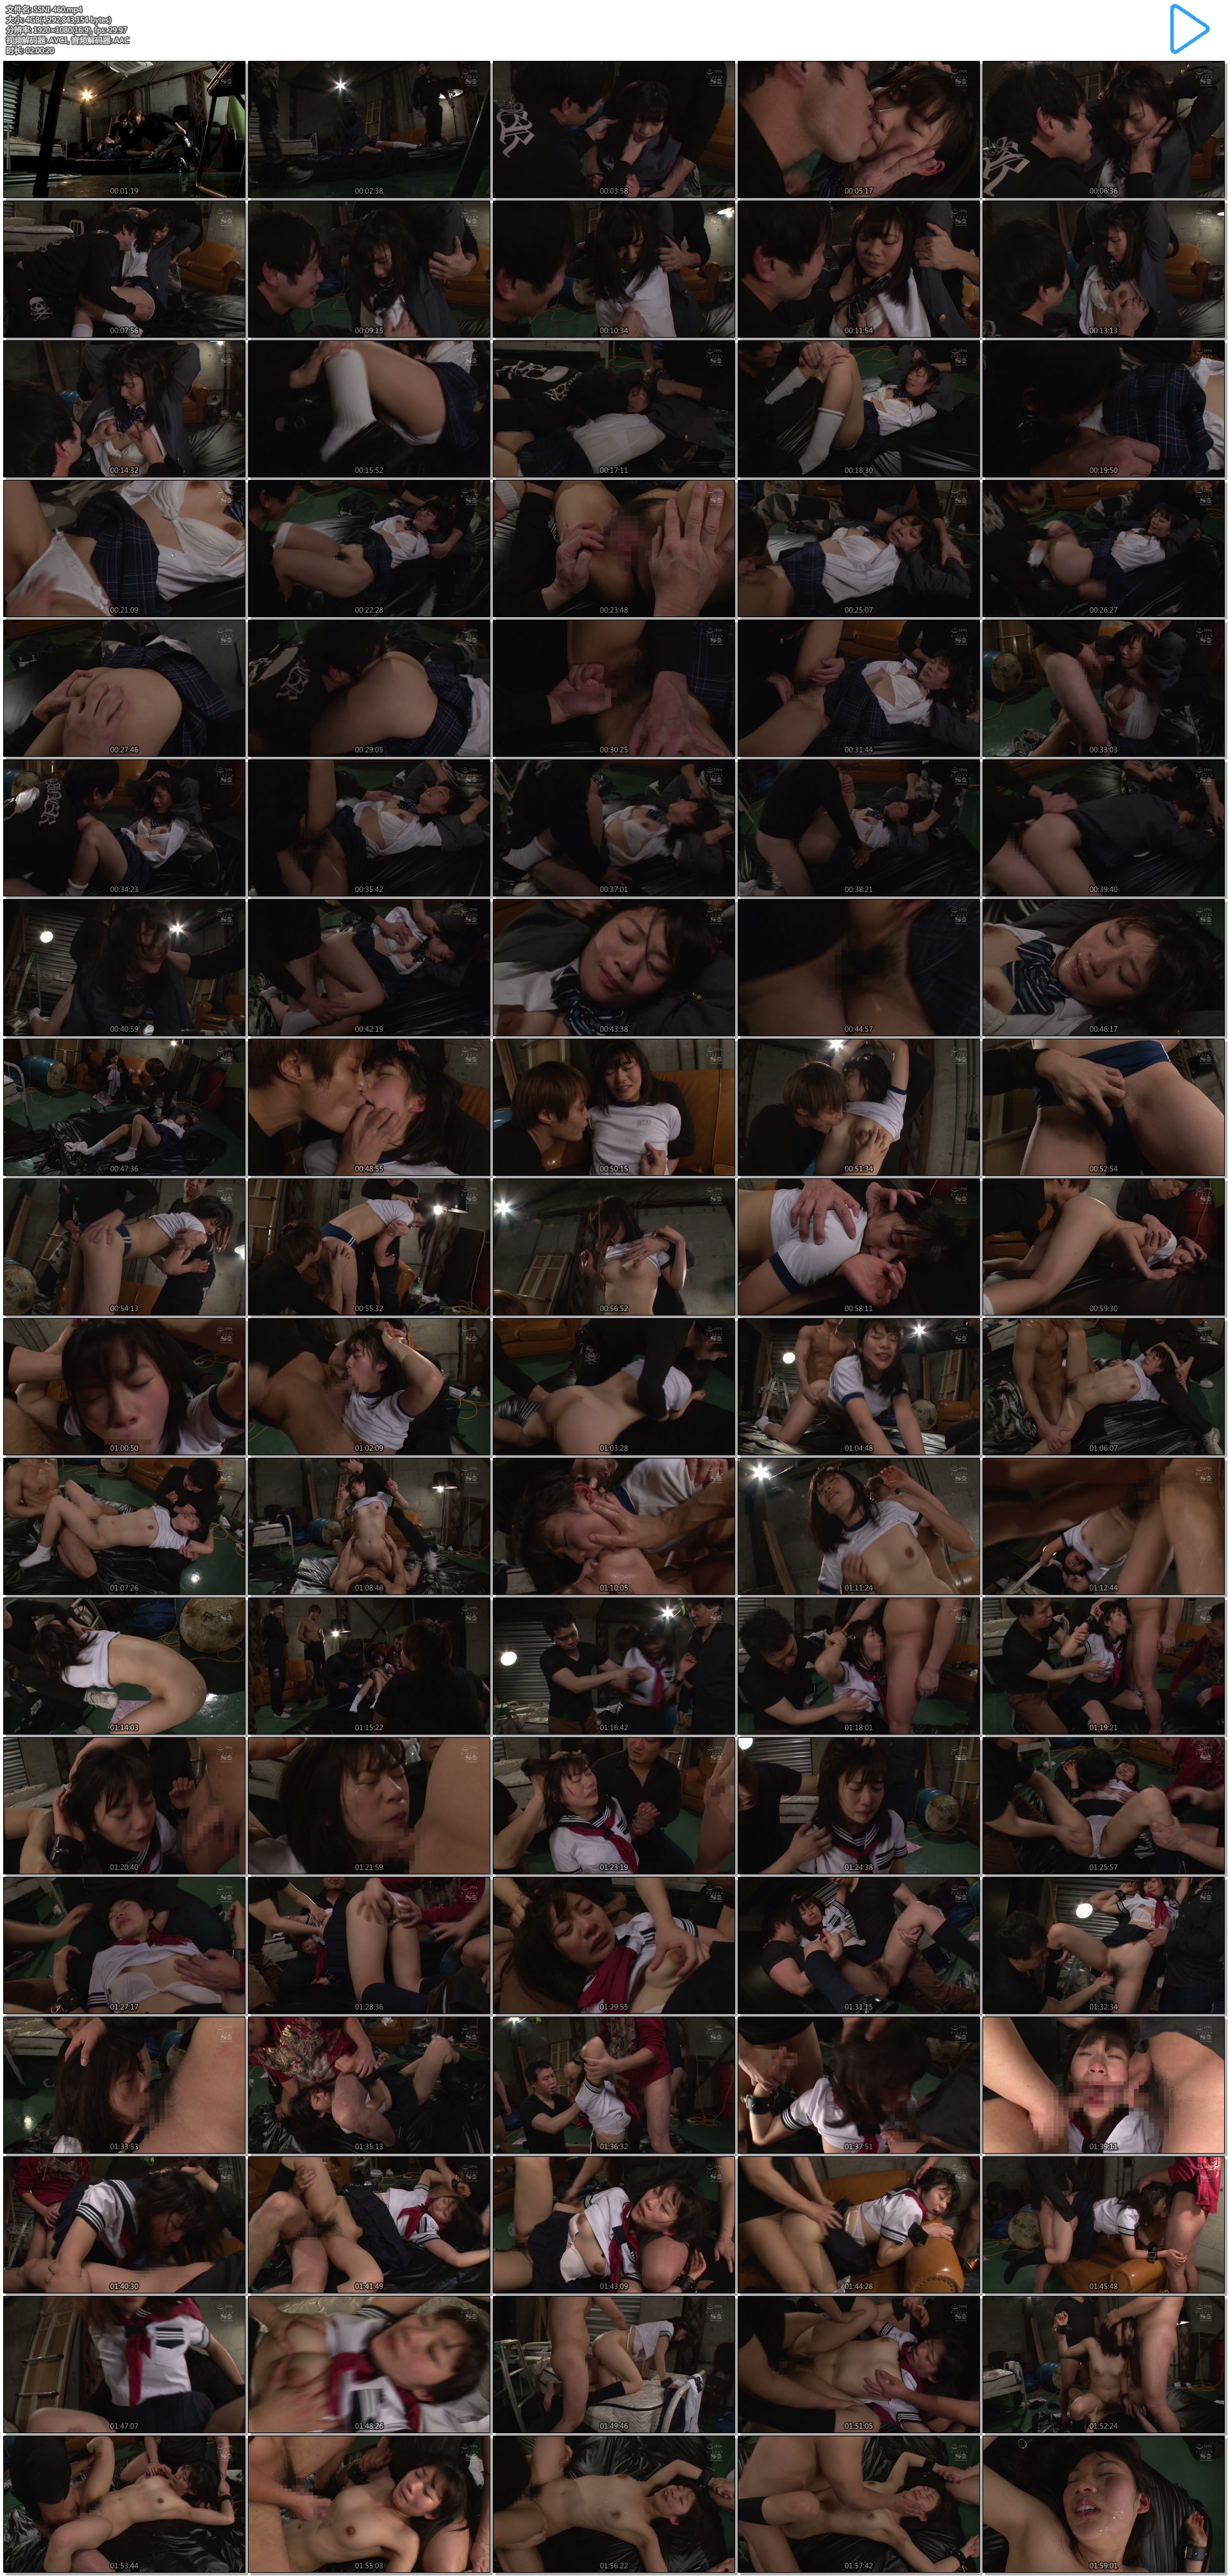 文件名: SSNI-460.mp4
大小: 4GB(4,292,643,154 bytes)
分辨率: 1920×1080(16:9), fps: 29.97
视频解码器: AVC1, 音频解码器: AAC
时长: 02:00:20
00:01:19 00:02:38 00:03:58 00:05:17 00:06:36
00:07:56 00:09:15 00:10:34 00:11:54 00:13:13
00:14:32 00:15:52 00:17:11 00:18:30 00:19:50
00:21:09 00:22:28 00:23:48 00:25:07 00:26:27
00:27:46 00:29:05 00:30:25 00:31:44 00:33:03
00:34:23 00:35:42 00:37:01 00:38:21 00:39:40
00:40:59 00:42:19 00:43:38 00:44:57 00:46:17
00:47:36 00:48:55 00:50:15 00:51:34 00:52:54
00:54:13 00:55:32 00:56:52 00:58:11 00:59:30
01:00:50 01:02:09 01:03:28 01:04:48 01:06:07
01:07:26 01:08:46 01:10:05 01:11:24 01:12:44
01:14:03 01:15:22 01:16:42 01:18:01 01:19:21
01:20:40 01:21:59 01:23:19 01:24:38 01:25:57
01:27:17 01:28:36 01:29:55 01:31:15 01:32:34
01:33:53 01:35:13 01:36:32 01:37:51 01:39:11
01:40:30 01:41:49 01:43:09 01:44:28 01:45:48
01:47:07 01:48:26 01:49:46 01:51:05 01:52:24
01:53:44 01:55:03 01:56:22 01:57:42 01:59:01